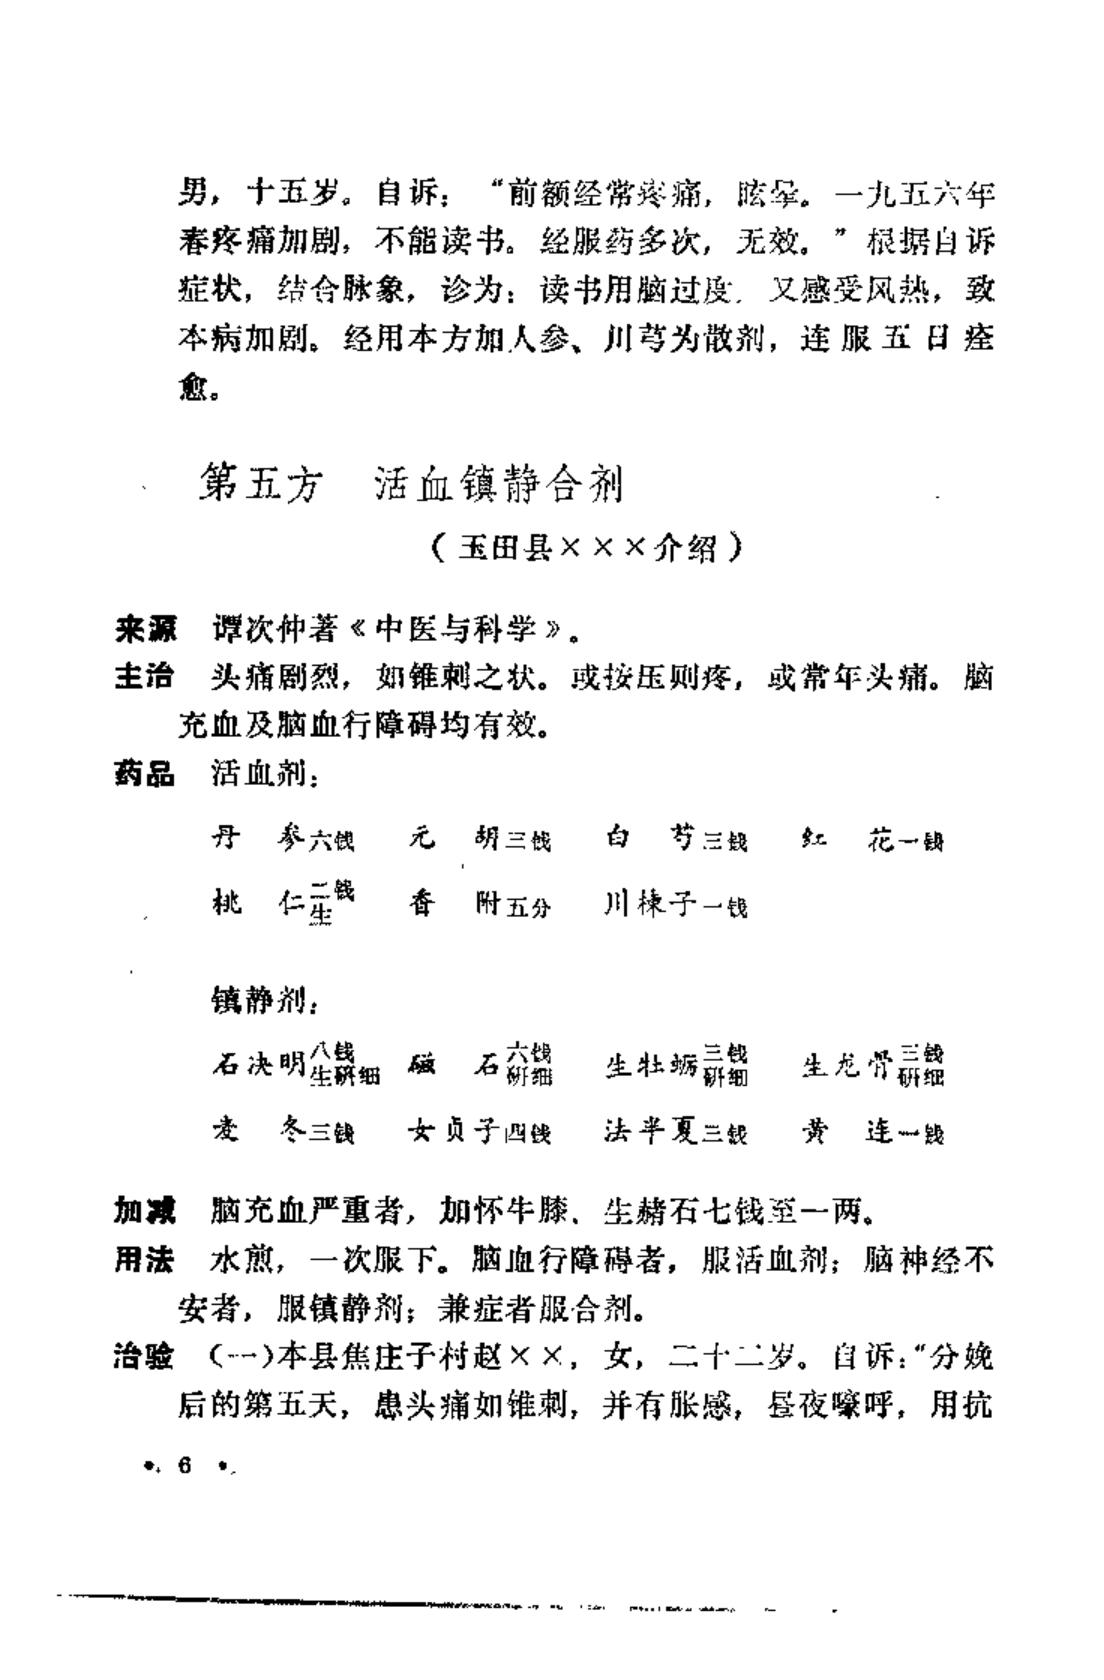 男，十五岁。自诉：“前额经常疼痛，眩晕。一九五六年
春疼痛加剧，不能读书。经服药多次，无效。”根据自诉
症状，结合脉象，诊为：读书用脑过度，又感受风热，致
本病加剧。经用本方加人参、川芎为散剂，连服五日痊
愈。
第五方 活血镇静合剂
（玉田县×××介绍）
来源 谭次仲著《中医与科学》。
主治 头痛剧烈，如锥刺之状。或按压则疼，或常年头痛。脑
充血及脑血行障碍均有效。
药品 活血剂：
丹参六钱 元胡三钱 白芍三钱 红花一钱
桃仁二钱生 香附五分 川楝子一钱
镇静剂：
石决明八钱生研细 磁石六钱研细 生牡蛎三钱研细 生龙骨三钱研细
麦冬三钱 女贞子四钱 法半夏三钱 黄连一钱
加减 脑充血严重者，加怀牛膝、生赭石七钱至一两。
用法 水煎，一次服下。脑血行障碍者，服活血剂；脑神经不
安者，服镇静剂；兼症者服合剂。
治验 （一）本县焦庄子村赵××，女，二十二岁。自诉：“分娩
后的第五天，患头痛如锥刺，并有胀感，昼夜嚎呼，用抗
• 6 •